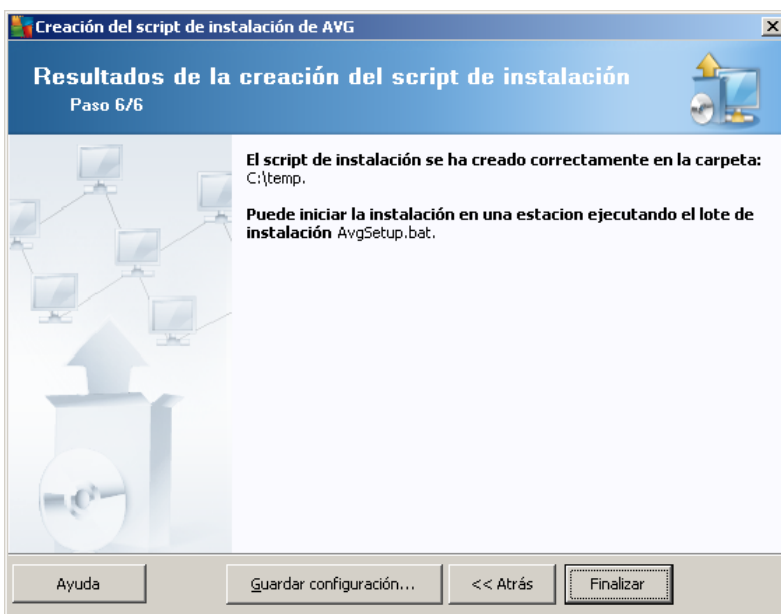 Creación del script de instalación de AVG
Resultados de la creación del script de instalación
Paso 6/6
El script de instalación se ha creado correctamente en la carpeta:
C:\temp.
Puede iniciar la instalación en una estacion ejecutando el lote de
instalación AvgSetup.bat.
Ayuda
Guardar configuración...
<< Atrás
Finalizar